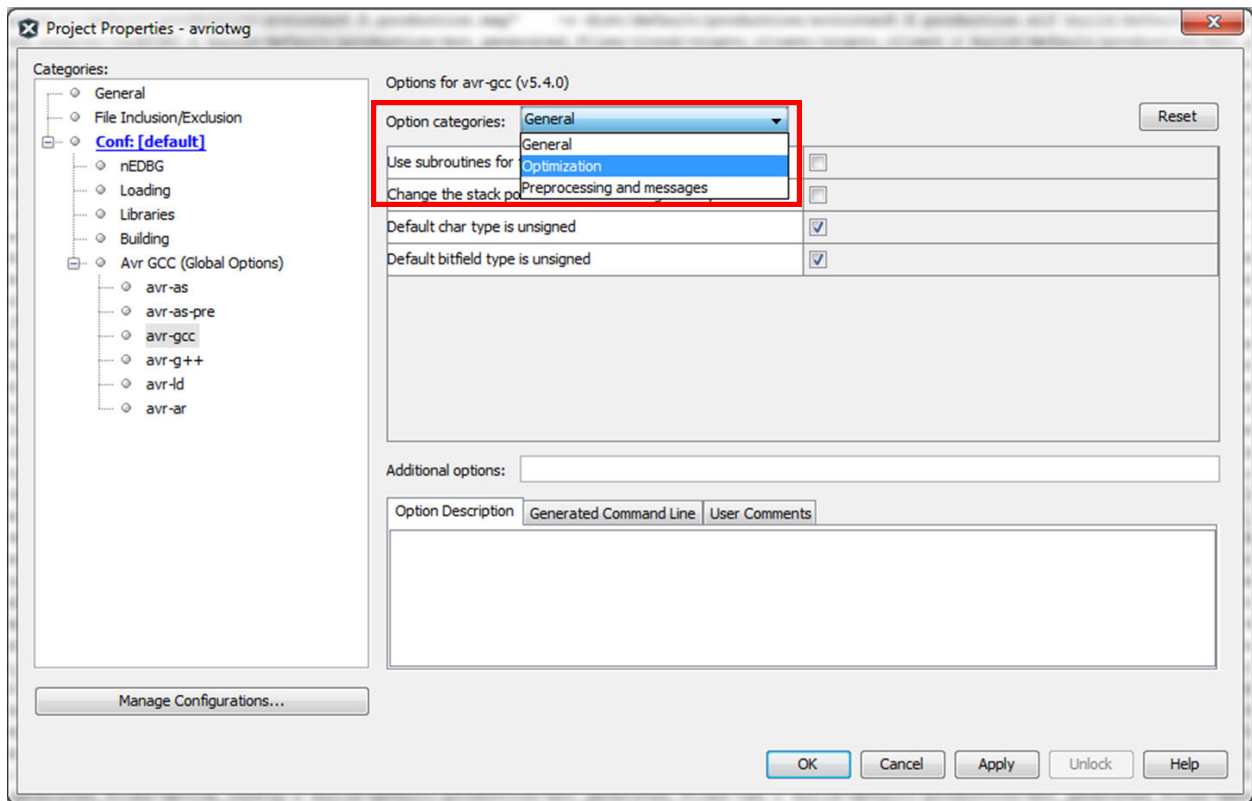 Project Properties - avriotwg
Categories:
General
File Inclusion/Exclusion
Conf: [default]
nEDBG
Loading
Libraries
Building
Avr GCC (Global Options)
avr-as
avr-as-pre
avr-gcc
avr-g++
avr-ld
avr-ar
Manage Configurations...
Options for avr-gcc (v5.4.0)
Option categories: General
Reset
General
Use subroutines for
Optimization
Change the stack
Preprocessing and messages
Default char type is unsigned
Default bitfield type is unsigned
Additional options:
Option Description Generated Command Line User Comments
OK Cancel Apply Unlock Help